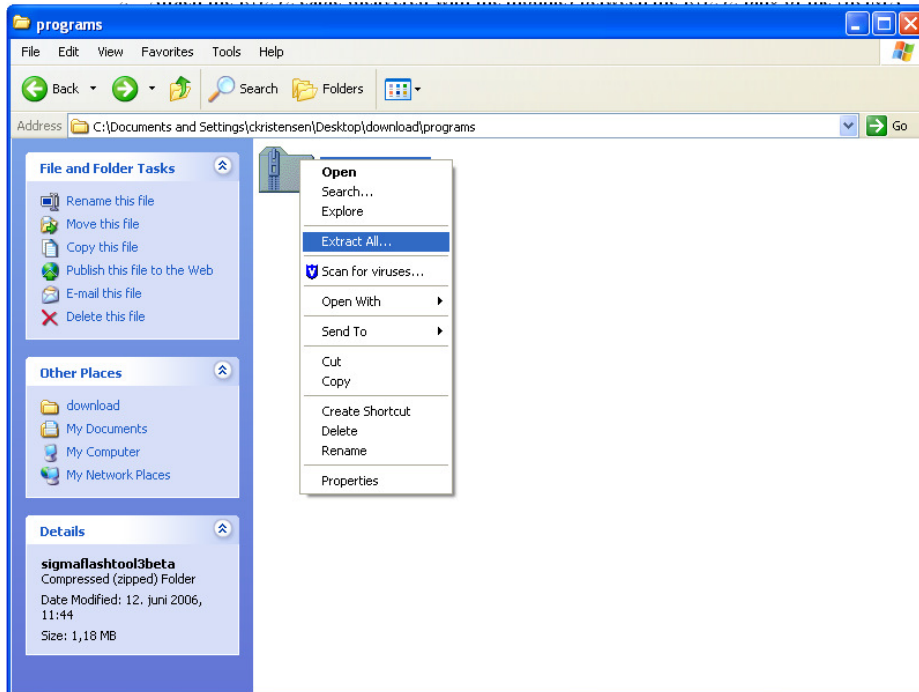 programs
File Edit View Favorites Tools Help
Back Search Folders
Address C:\Documents and Settings\ckristensen\Desktop\download\programs Go
File and Folder Tasks
Rename this file
Move this file
Copy this file
Publish this file to the Web
E-mail this file
Delete this file
Other Places
download
My Documents
My Computer
My Network Places
Details
sigmaflashtool3beta
Compressed (zipped) Folder
Date Modified: 12. juni 2006,
11:44
Size: 1,18 MB
Open
Search...
Explore
Extract All...
Scan for viruses...
Open With
Send To
Cut
Copy
Create Shortcut
Delete
Rename
Properties